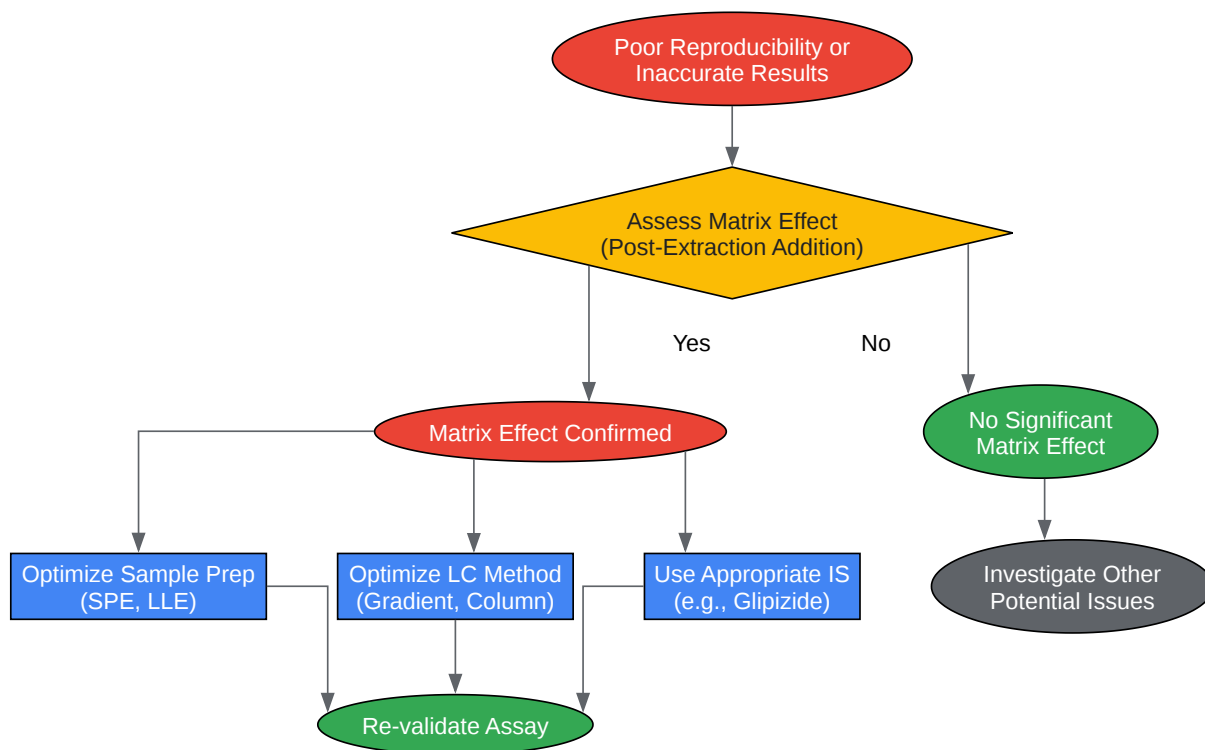 Poor Reproducibility or
Inaccurate Results
Assess Matrix Effect
(Post-Extraction Addition)
Yes
No
Matrix Effect Confirmed
No Significant
Matrix Effect
Optimize Sample Prep
(SPE, LLE)
Optimize LC Method
(Gradient, Column)
Use Appropriate IS
(e.g., Glipizide)
Investigate Other
Potential Issues
Re-validate Assay